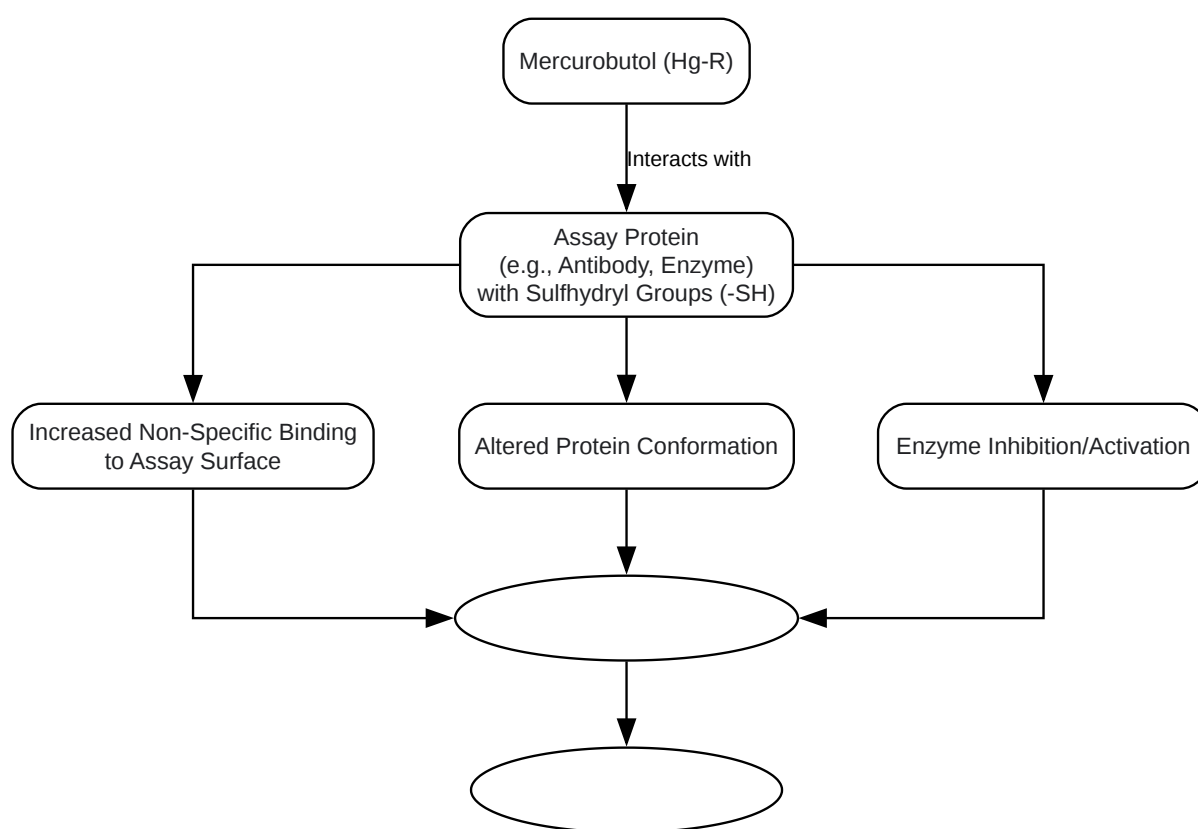 Mercurobutol (Hg-R)
Interacts with
Assay Protein
(e.g., Antibody, Enzyme)
with Sulfhydryl Groups (-SH)
Increased Non-Specific Binding
to Assay Surface
Altered Protein Conformation
Enzyme Inhibition/Activation